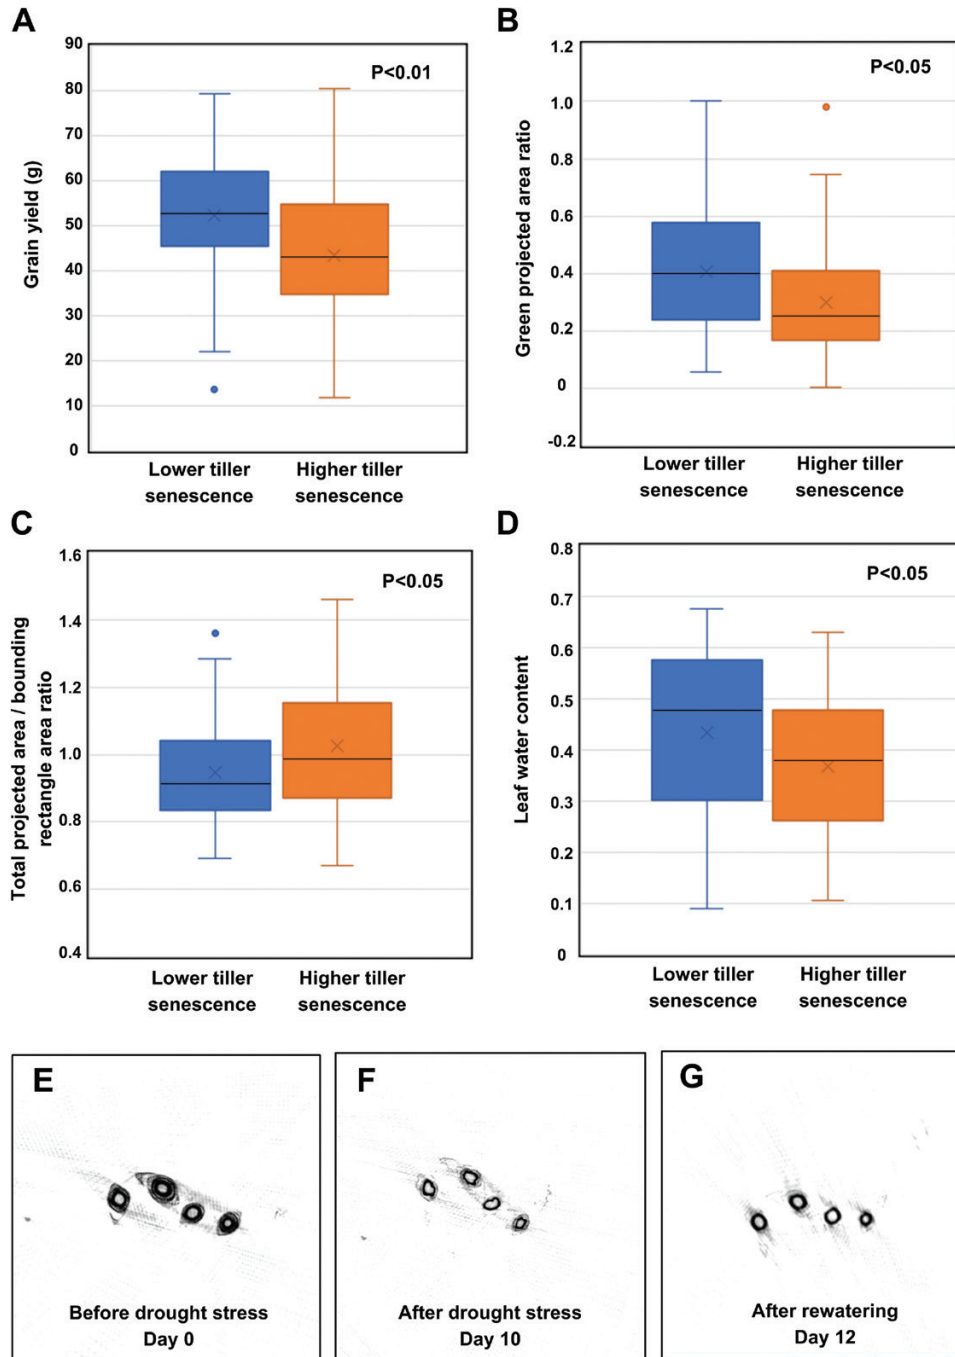 A
90
80
70
60
50
40
30
20
10
0
Grain yield (g)
P<0.01
Lower tiller
senescence
Higher tiller
senescence
B
1.2
1.0
0.8
0.6
0.4
0.2
0
-0.2
Green projected area ratio
P<0.05
Lower tiller
senescence
Higher tiller
senescence
C
1.6
1.4
1.2
1.0
0.8
0.6
0.4
Total projected area / bounding
rectangle area ratio
P<0.05
Lower tiller
senescence
Higher tiller
senescence
D
0.8
0.7
0.6
0.5
0.4
0.3
0.2
0.1
0
Leaf water content
P<0.05
Lower tiller
senescence
Higher tiller
senescence
E
Before drought stress
Day 0
F
After drought stress
Day 10
G
After rewatering
Day 12